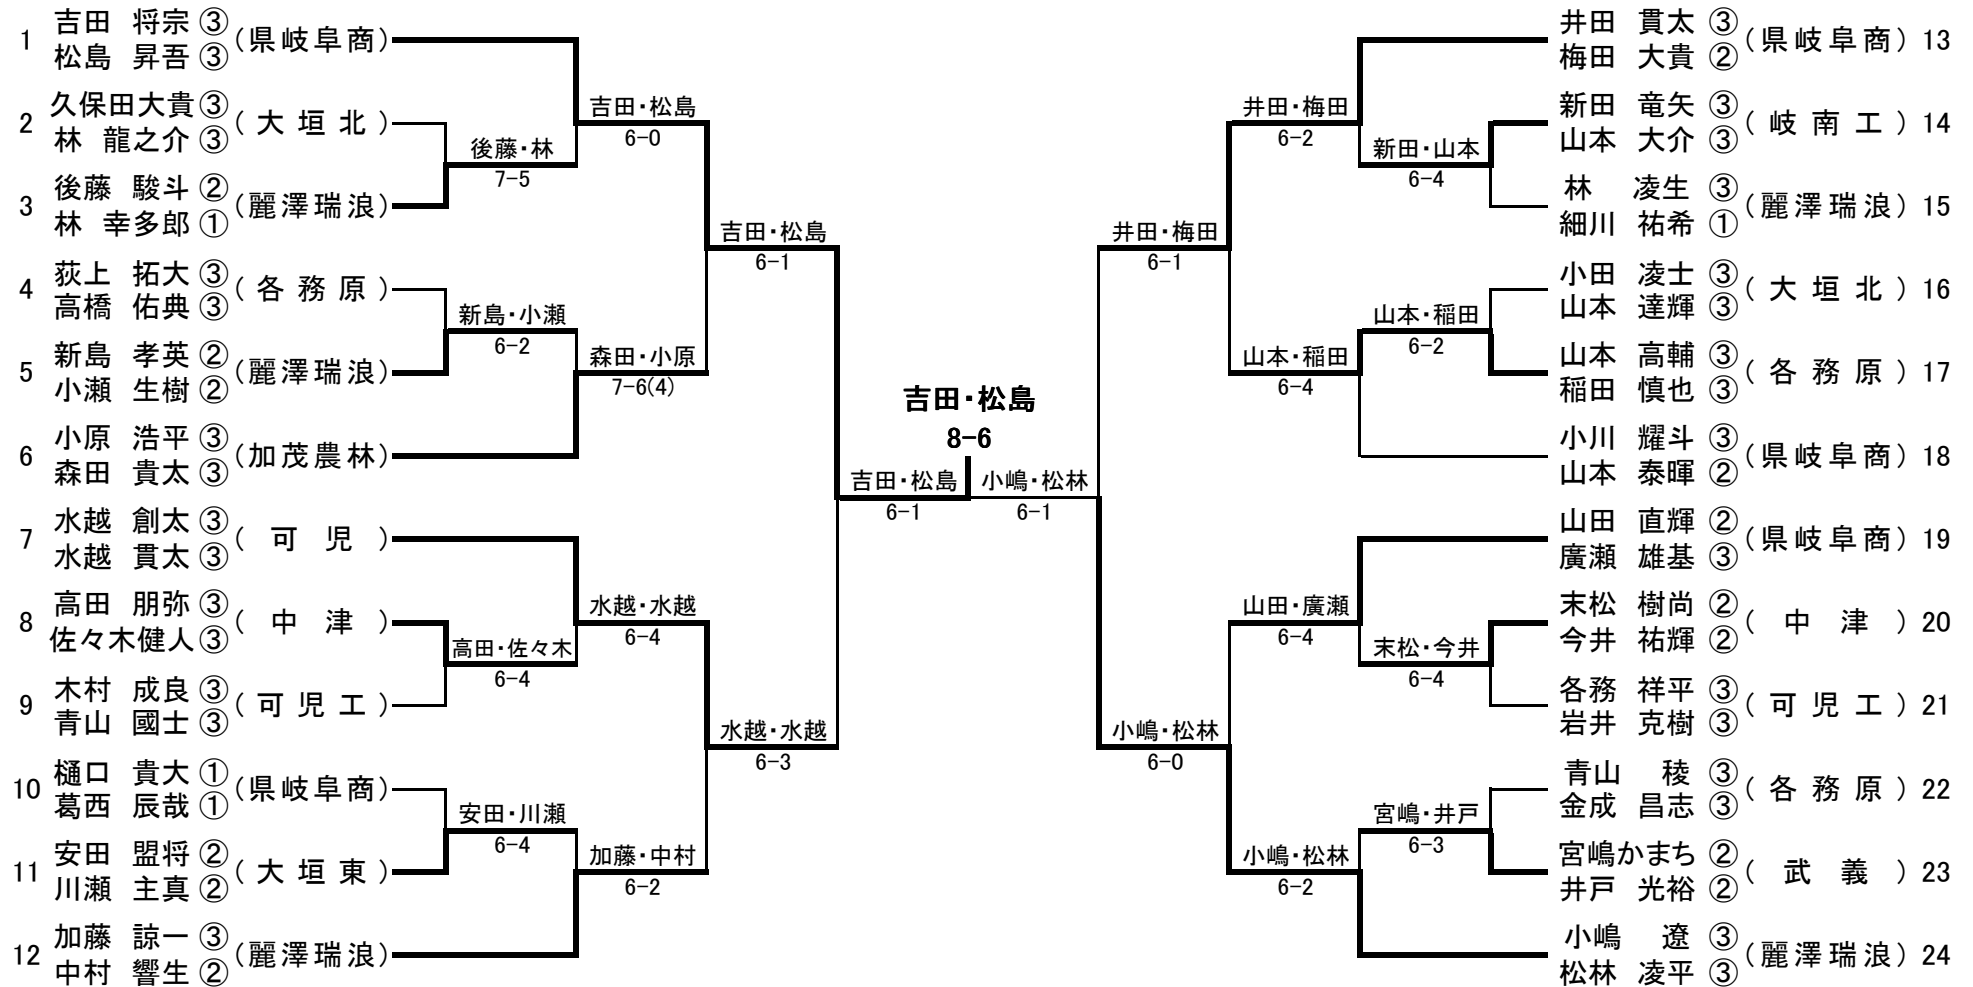 1 吉田 将宗 ③ (県岐阜商)
松島 昇吾 ③
2 久保田大貴 ③ (大垣北)
林 龍之介 ③
3 後藤 駿斗 ② (麗澤瑞浪)
林 幸多郎 ①
4 荻上 拓大 ③ (各務原)
高橋 佑典 ③
5 新島 孝英 ② (麗澤瑞浪)
小瀬 生樹 ②
6 小原 浩平 ③ (加茂農林)
森田 貴太 ③
7 水越 創太 ③ (可児)
水越 貫太 ③
8 高田 朋弥 ③ (中津)
佐々木健人 ③
9 木村 成良 ③ (可児工)
青山 國士 ③
10 樋口 貴大 ① (県岐阜商)
葛西 辰哉 ①
11 安田 盟将 ② (大垣東)
川瀬 主真 ②
12 加藤 諒一 ③ (麗澤瑞浪)
中村 響生 ②
後藤・林
7-5
新島・小瀬
6-2
高田・佐々木
6-4
安田・川瀬
6-4
吉田・松島
6-0
森田・小原
7-6(4)
水越・水越
6-4
加藤・中村
6-2
吉田・松島
6-1
水越・水越
6-3
吉田・松島
6-1
吉田・松島
8-6
小嶋・松林
6-1
井田・梅田
6-1
小嶋・松林
6-0
井田・梅田
6-2
山本・稲田
6-4
山田・廣瀬
6-4
小嶋・松林
6-2
新田・山本
6-4
山本・稲田
6-2
末松・今井
6-4
宮嶋・井戸
6-3
井田 貫太 ③ (県岐阜商) 13
梅田 大貴 ②
新田 竜矢 ③ (岐南工) 14
山本 大介 ③
林 凌生 ③ (麗澤瑞浪) 15
細川 祐希 ①
小田 凌士 ③ (大垣北) 16
山本 達輝 ③
山本 高輔 ③ (各務原) 17
稲田 慎也 ③
小川 耀斗 ③ (県岐阜商) 18
山本 泰暉 ②
山田 直輝 ② (県岐阜商) 19
廣瀬 雄基 ③
末松 樹尚 ② (中津) 20
今井 祐輝 ②
各務 祥平 ③ (可児工) 21
岩井 克樹 ③
青山 稜 ③ (各務原) 22
金成 昌志 ③
宮嶋かまち ② (武義) 23
井戸 光裕 ②
小嶋 遼 ③ (麗澤瑞浪) 24
松林 凌平 ③